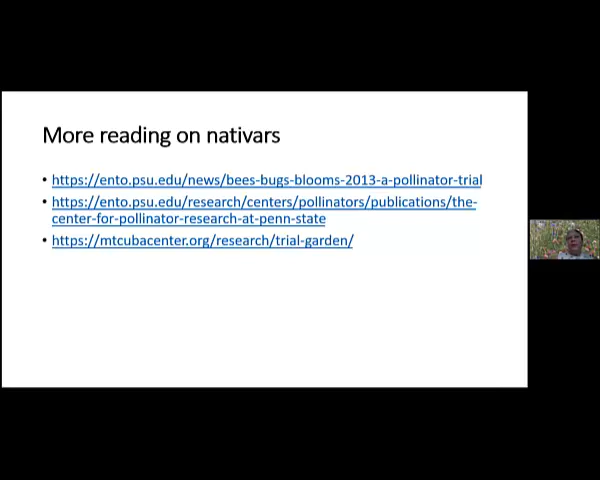 More reading on nativars
• https://ento.psu.edu/news/bees-bugs-blooms-2013-a-pollinator-trial
• https://ento.psu.edu/research/centers/pollinators/publications/the-
center-for-pollinator-research-at-penn-state
• https://mtcubacenter.org/research/trial-garden/